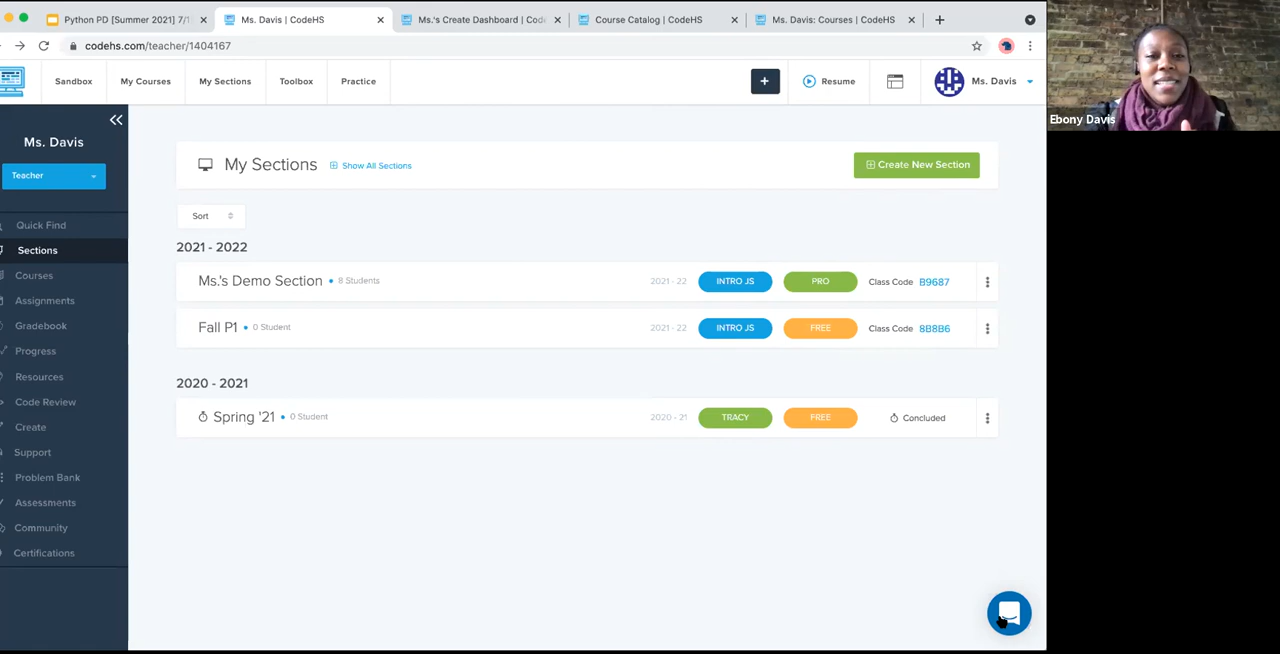 Python PD [Summer 2021] 7/1
Ms. Davis | CodeHS
Ms.'s Create Dashboard | Code
Course Catalog | CodeHS
Ms. Davis: Courses | CodeHS
codehs.com/teacher/1404167
Sandbox
My Courses
My Sections
Toolbox
Practice
+
Resume
Ms. Davis
Ebony Davis
Ms. Davis
Teacher
Quick Find
Sections
Courses
Assignments
Gradebook
Progress
Resources
Code Review
Create
Support
Problem Bank
Assessments
Community
Certifications
My Sections
Show All Sections
Create New Section
Sort
2021 - 2022
Ms.'s Demo Section • 8 Students 2021 - 22 INTRO JS PRO Class Code B9687
Fall P1 • 0 Student 2021 - 22 INTRO JS FREE Class Code 8B8B6
2020 - 2021
Spring '21 • 0 Student 2020 - 21 TRACY FREE Concluded